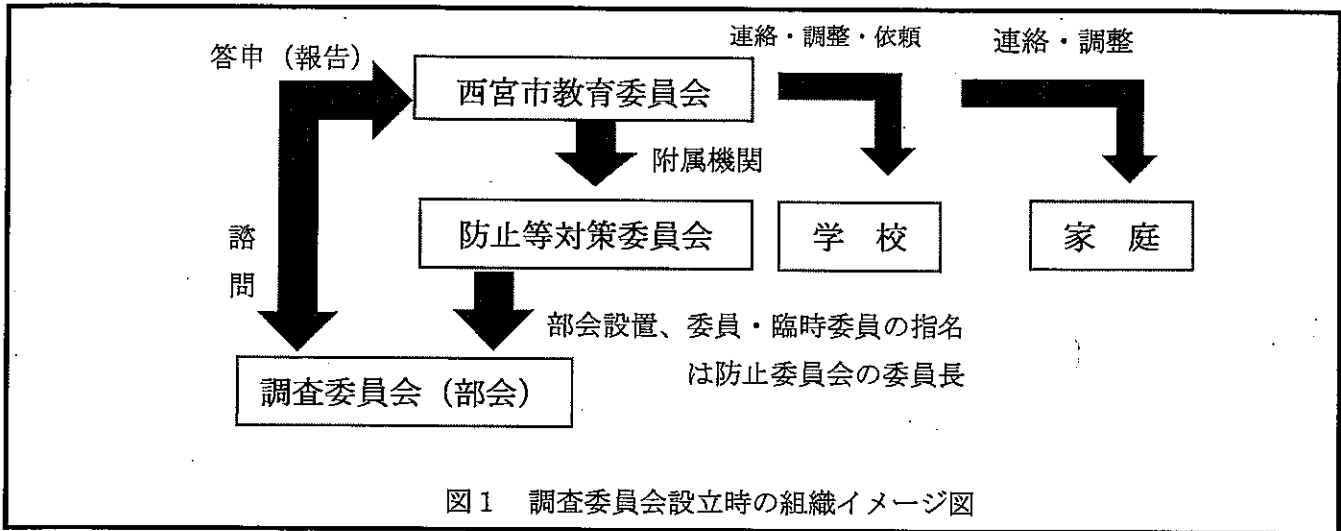 答申（報告）
連絡・調整・依頼
連絡・調整
西宮市教育委員会
附属機関
諮
問
防止等対策委員会
学　校
家　庭
部会設置、委員・臨時委員の指名
は防止委員会の委員長
調査委員会（部会）
図１　調査委員会設立時の組織イメージ図